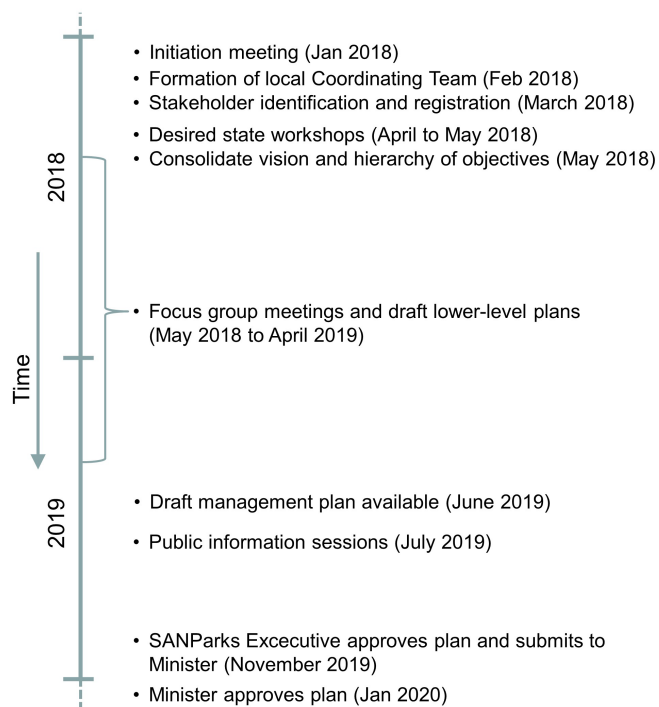 • Initiation meeting (Jan 2018)
• Formation of local Coordinating Team (Feb 2018)
• Stakeholder identification and registration (March 2018)
• Desired state workshops (April to May 2018)
• Consolidate vision and hierarchy of objectives (May 2018)
2018
• Focus group meetings and draft lower-level plans
(May 2018 to April 2019)
Time
• Draft management plan available (June 2019)
2019
• Public information sessions (July 2019)
• SANParks Excecutive approves plan and submits to
Minister (November 2019)
• Minister approves plan (Jan 2020)